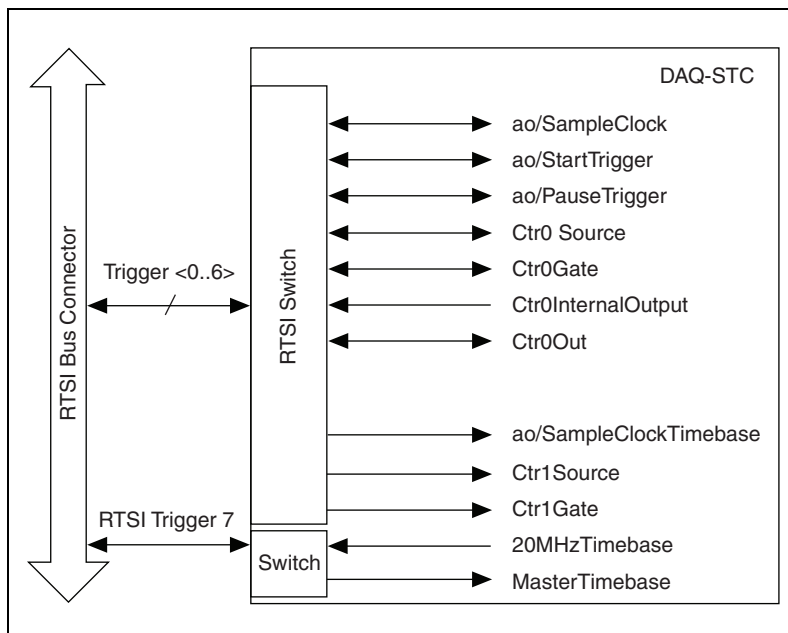 DAQ-STC
ao/SampleClock
ao/StartTrigger
ao/PauseTrigger
Ctr0 Source
Ctr0Gate
Ctr0InternalOutput
Ctr0Out
ao/SampleClockTimebase
Ctr1Source
Ctr1Gate
20MHzTimebase
MasterTimebase
RTSI Bus Connector
Trigger <0..6>
RTSI Switch
RTSI Trigger 7
Switch